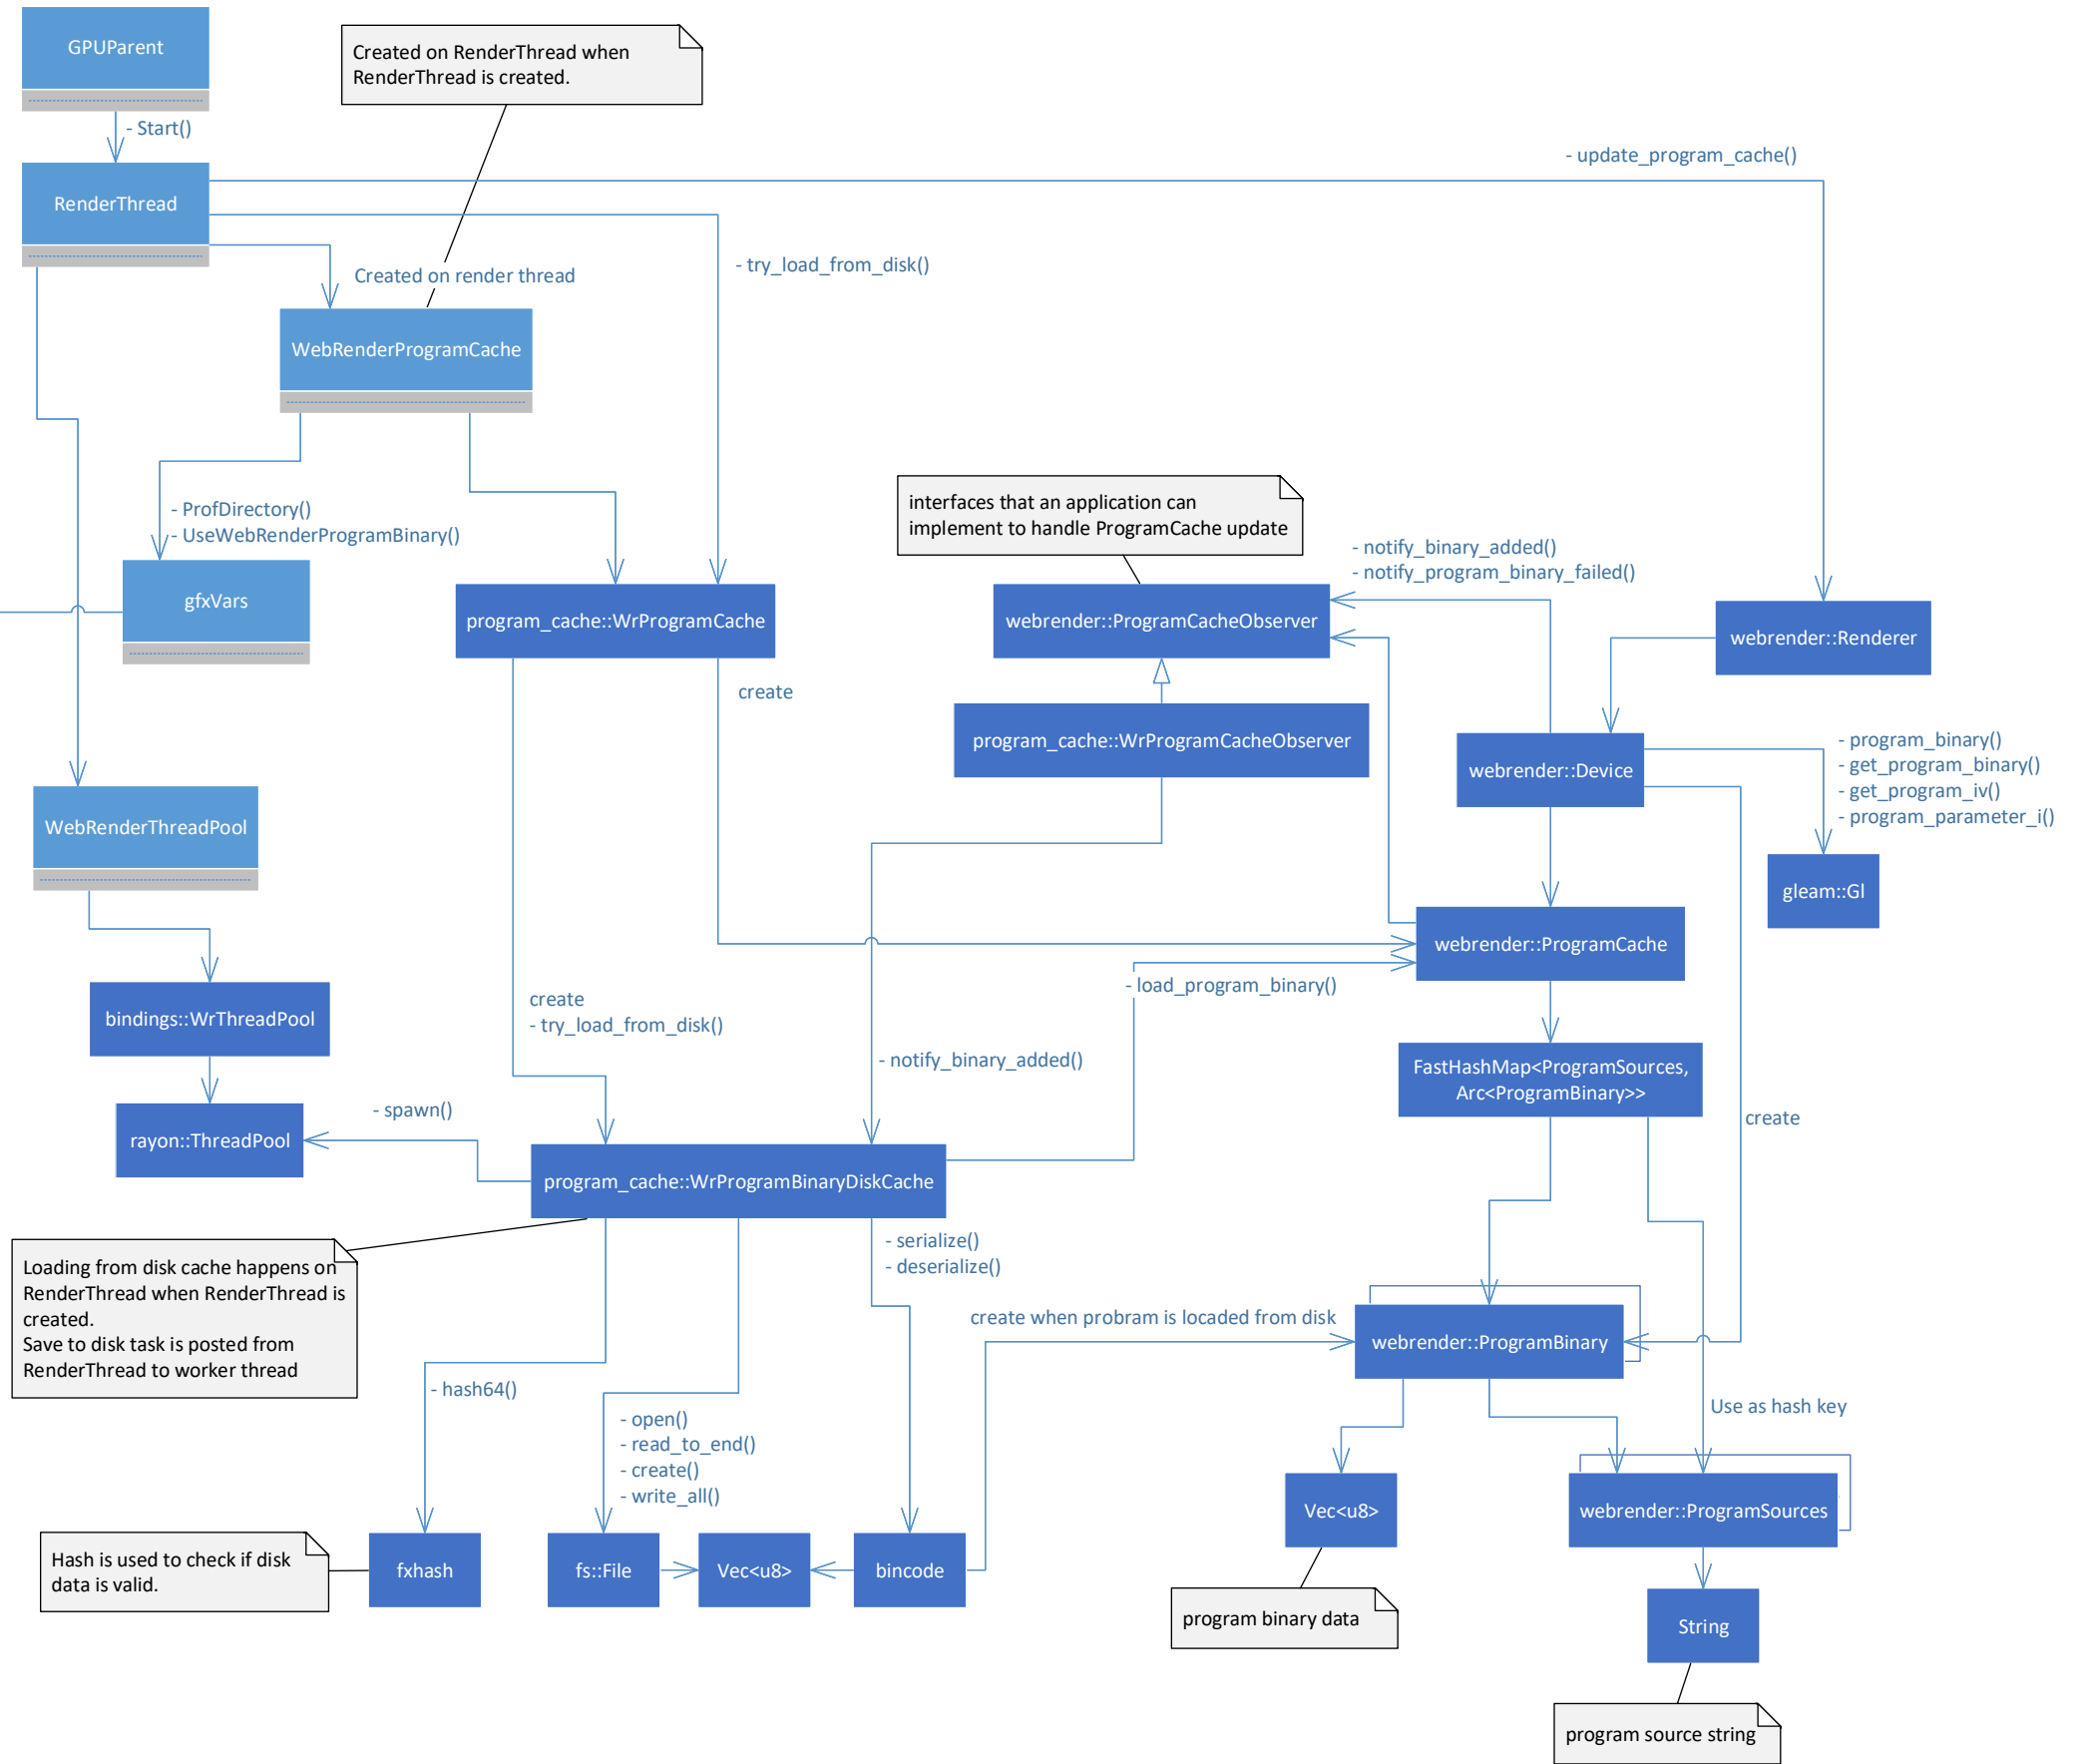 GPUParent
- Start()
Created on RenderThread when
RenderThread is created.
- update_program_cache()
RenderThread
Created on render thread
- try_load_from_disk()
WebRenderProgramCache
- ProfDirectory()
- UseWebRenderProgramBinary()
interfaces that an application can
implement to handle ProgramCache update
- notify_binary_added()
- notify_program_binary_failed()
gfxVars
program_cache::WrProgramCache
webrender::ProgramCacheObserver
webrender::Renderer
create
program_cache::WrProgramCacheObserver
webrender::Device
- program_binary()
- get_program_binary()
- get_program_iv()
- program_parameter_i()
WebRenderThreadPool
gleam::Gl
webrender::ProgramCache
- load_program_binary()
bindings::WrThreadPool
create
- try_load_from_disk()
- notify_binary_added()
FastHashMap<ProgramSources,
Arc<ProgramBinary>>
create
- spawn()
rayon::ThreadPool
program_cache::WrProgramBinaryDiskCache
Loading from disk cache happens on
RenderThread when RenderThread is
created.
Save to disk task is posted from
RenderThread to worker thread
- serialize()
- deserialize()
create when probram is locaded from disk
webrender::ProgramBinary
- hash64()
- open()
- read_to_end()
- create()
- write_all()
Use as hash key
Vec<u8>
webrender::ProgramSources
Hash is used to check if disk
data is valid.
fxhash
fs::File
Vec<u8>
bincode
program binary data
String
program source string